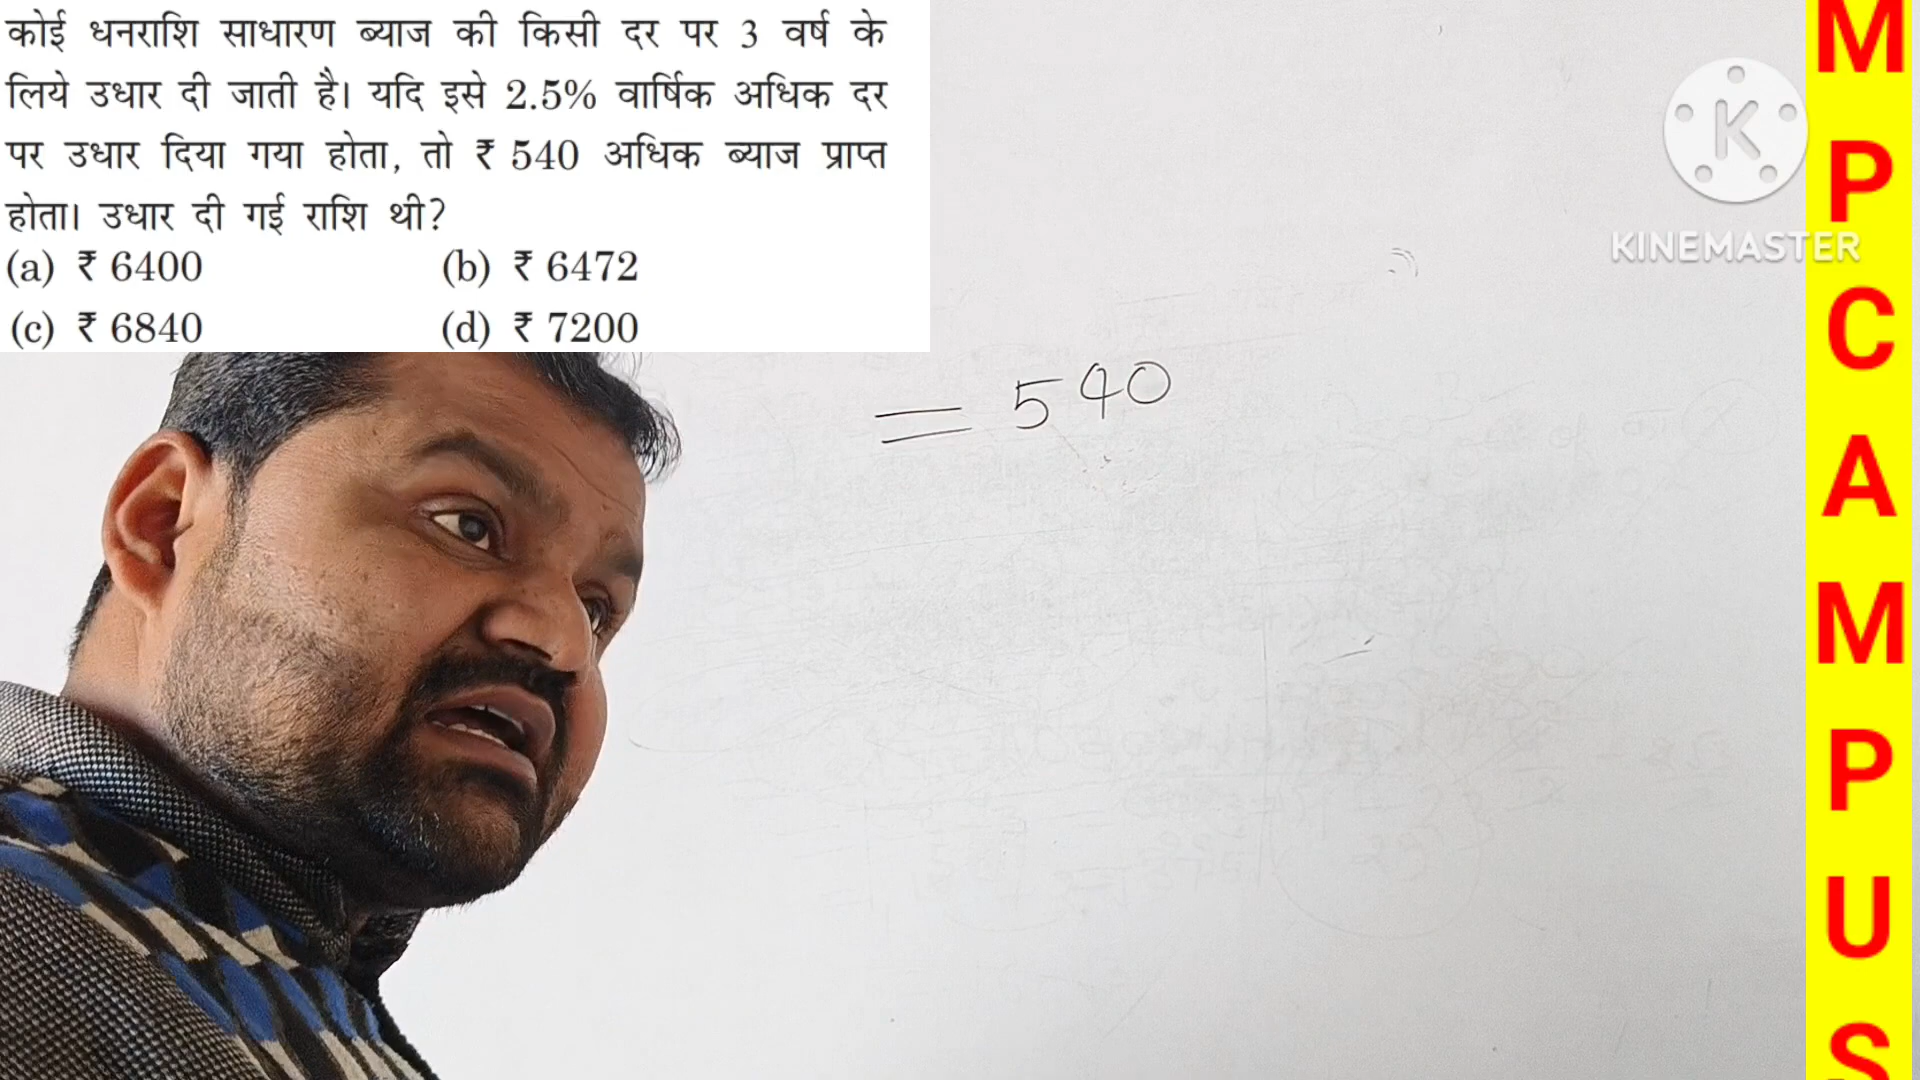 कोई धनराशि साधारण ब्याज की किसी दर पर 3 वर्ष के
लिये उधार दी जाती है। यदि इसे 2.5% वार्षिक अधिक दर
पर उधार दिया गया होता, तो ₹ 540 अधिक ब्याज प्राप्त
होता। उधार दी गई राशि थी?
(a) ₹ 6400 (b) ₹ 6472
(c) ₹ 6840 (d) ₹ 7200
= 540
K
KINEMASTER
M
P
C
A
M
P
U
S